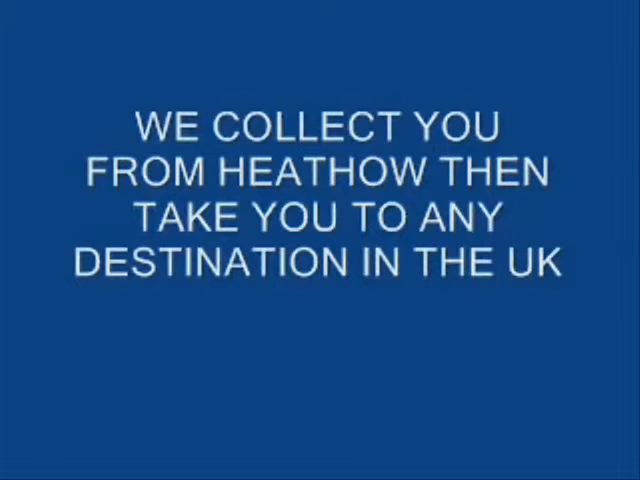 WE COLLECT YOU
FROM HEATHOW THEN
TAKE YOU TO ANY
DESTINATION IN THE UK